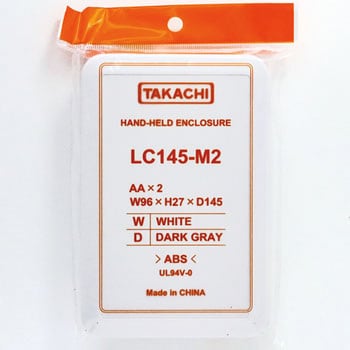 TAKACHI
HAND-HELD ENCLOSURE
LC145-M2
AA×2
W96×H27×D145
W WHITE
D DARK GRAY
>ABS<
UL94V-0
Made in CHINA